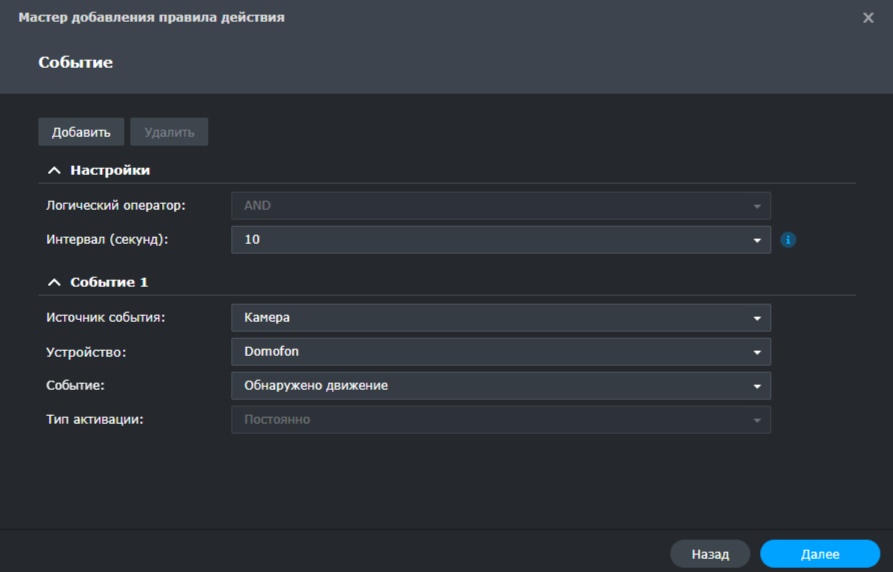 Мастер добавления правила действия
Событие
Добавить Удалить
Настройки
Логический оператор: AND
Интервал (секунд): 10
Событие 1
Источник события: Камера
Устройство: Domofon
Событие: Обнаружено движение
Тип активации: Постоянно
Назад Далее